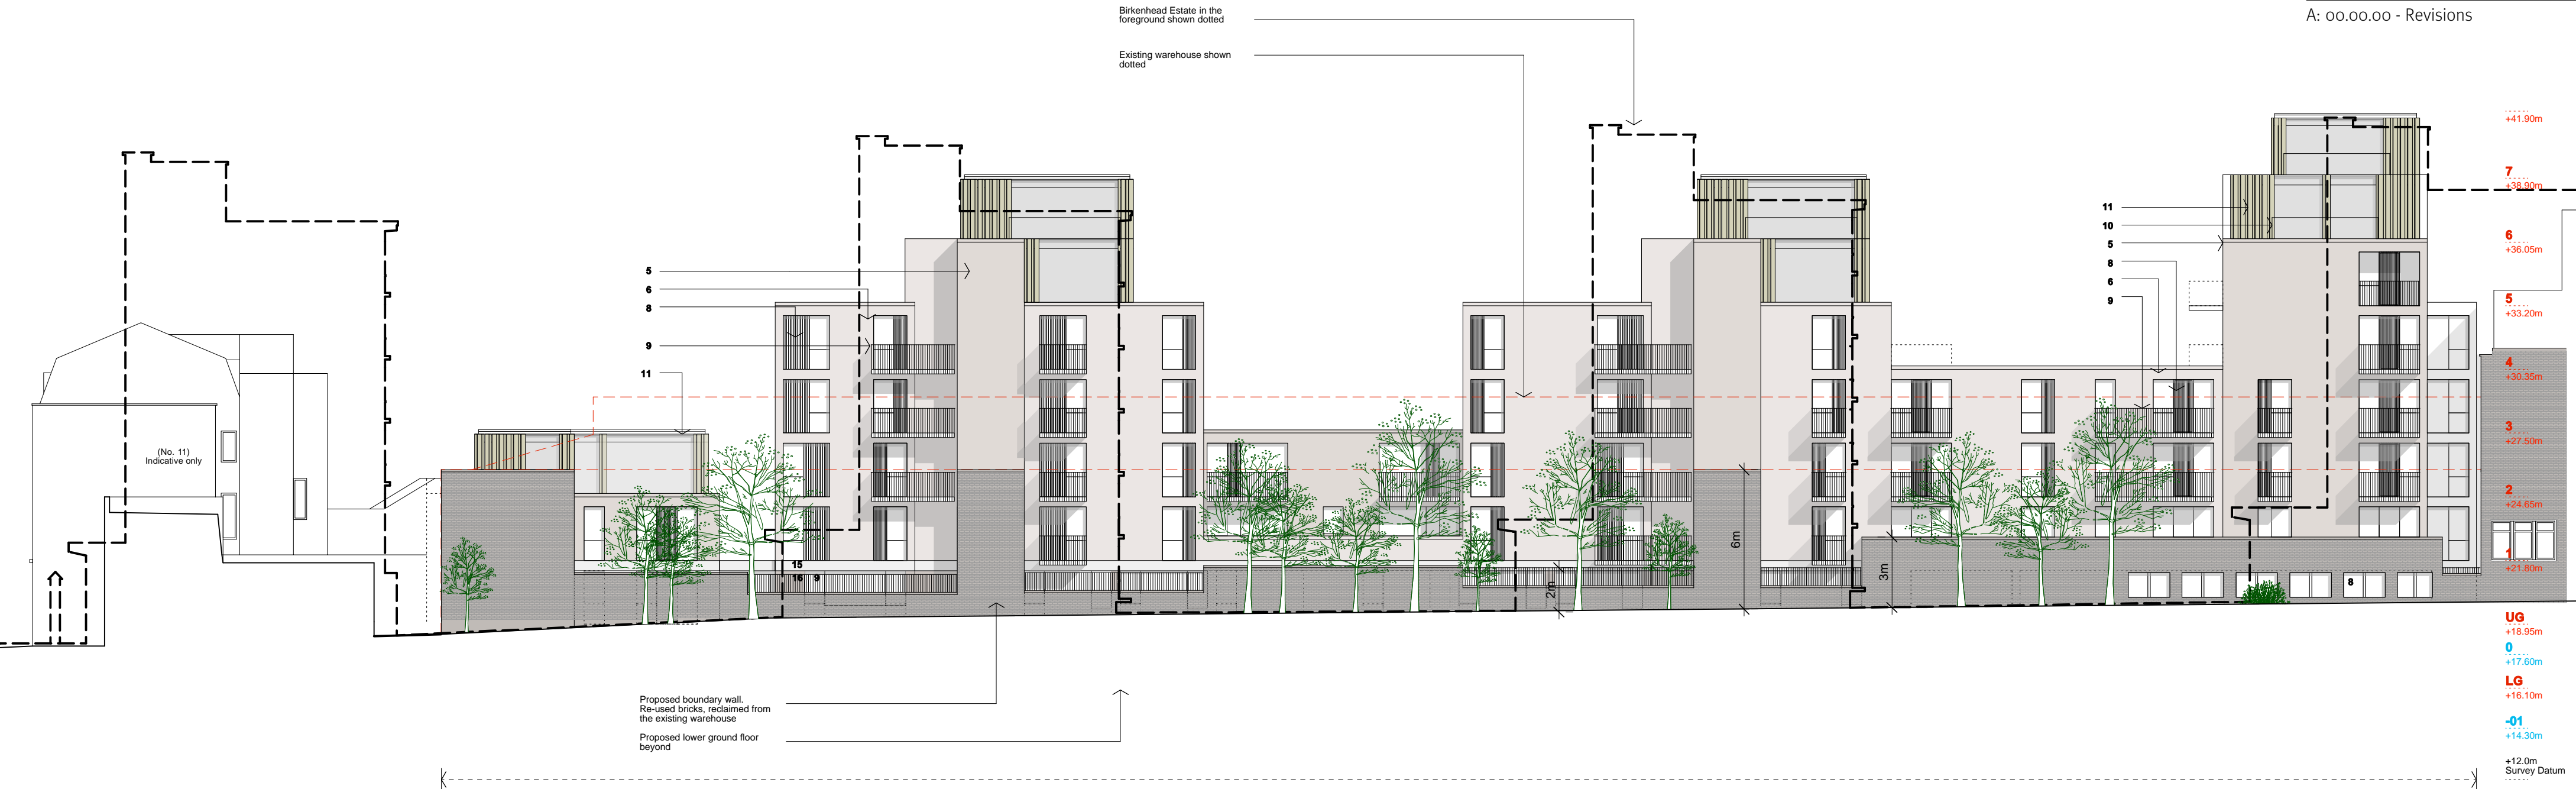 A: 00.00.00 - Revisions
Birkenhead Estate in the
foreground shown dotted
Existing warehouse shown
dotted
(No. 11)
Indicative only
5
6
8
9
11
15
16 9
2m
6m
3m
11
10
5
8
6
9
8
+41.90m
7
+38.90m
6
+36.05m
5
+33.20m
4
+30.35m
3
+27.50m
2
+24.65m
1
+21.80m
UG
+18.95m
0
+17.60m
LG
+16.10m
-01
+14.30m
+12.0m
Survey Datum
Proposed boundary wall.
Re-used bricks, reclaimed from
the existing warehouse
Proposed lower ground floor
beyond